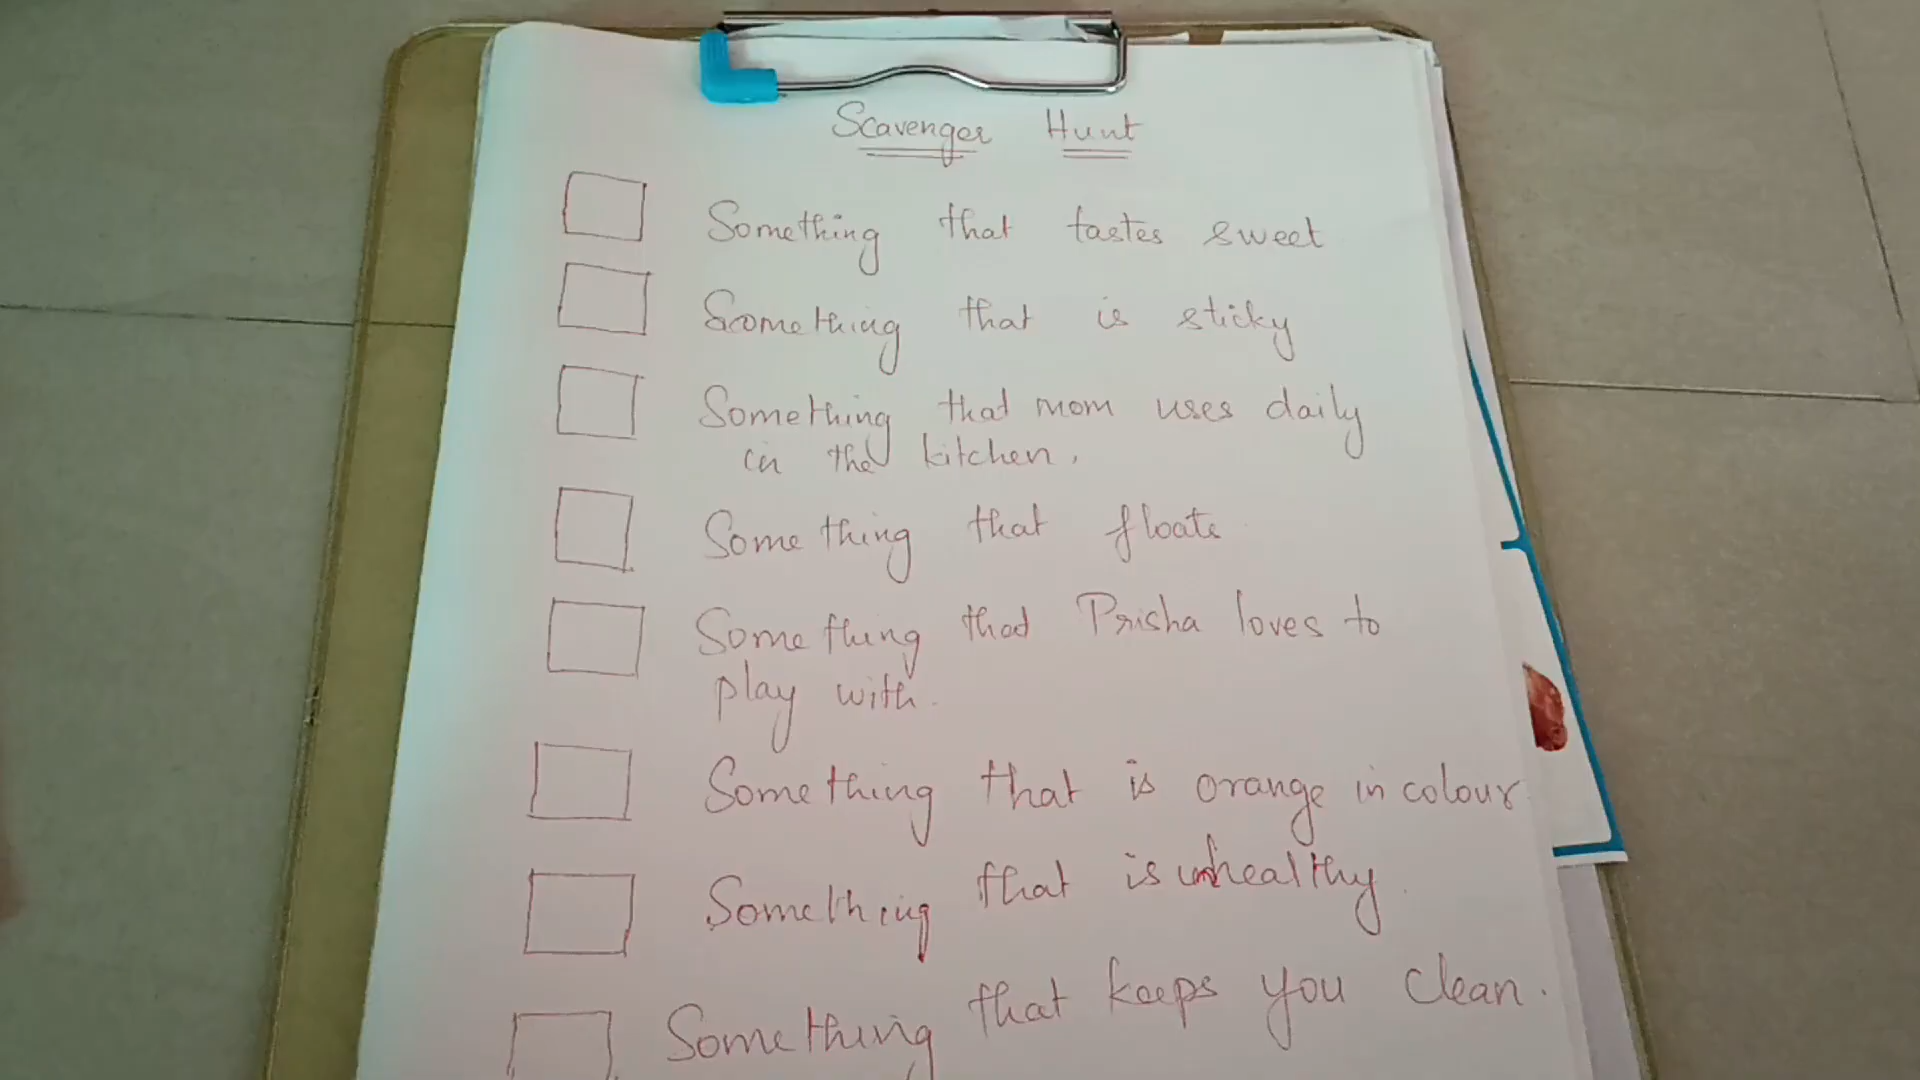 Scavenger Hunt
Something that tastes sweet
Something that is sticky
Something that mom uses daily
in the kitchen.
Something that floats
Something that Prisha loves to
play with.
Something that is orange in colour
Something that is unhealthy.
Something that keeps you clean.